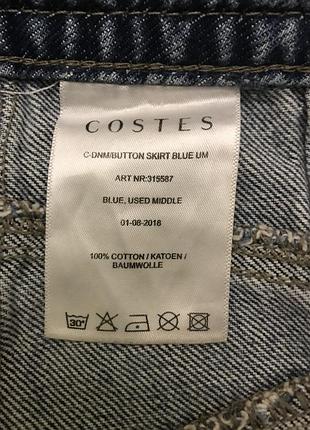 COSTES
C-DNM/BUTTON SKIRT BLUE UM
ART NR:315587
BLUE, USED MIDDLE
01-08-2016
100% COTTON / KATOEN /
BAUMWOLLE
30°